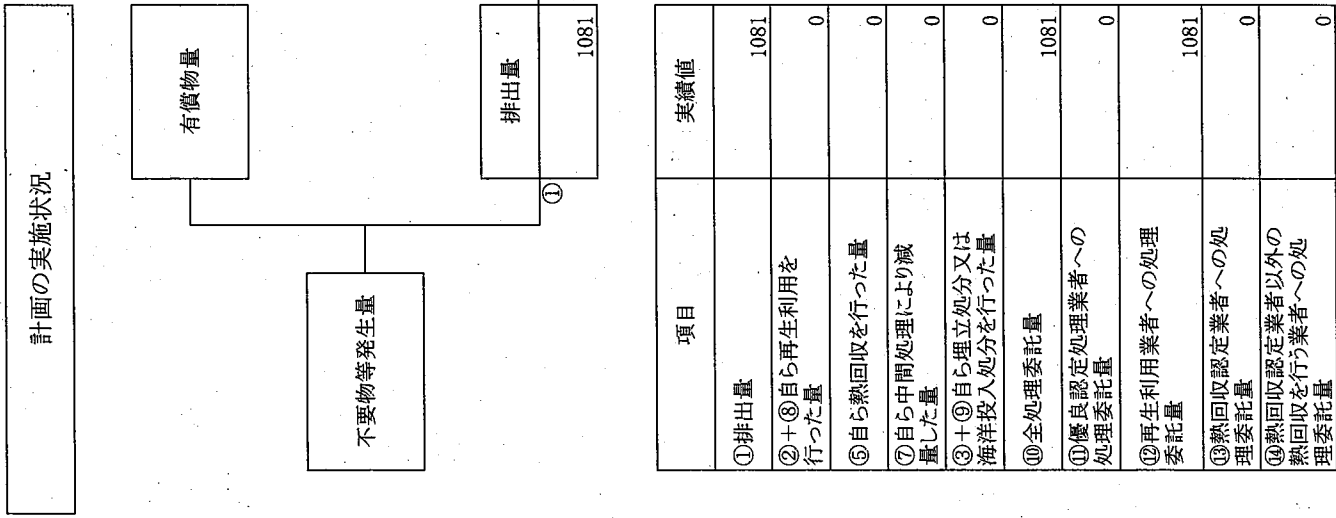 計画の実施状況
不要物等発生量
有償物量
①
排出量
1081
項目
実績値
①排出量
1081
②+⑧自ら再生利用を
行った量
0
⑤自ら熱回収を行った量
0
⑦自ら中間処理により減
量した量
0
③+⑨自ら埋立処分又は
海洋投入処分を行った量
0
⑩全処理委託量
1081
⑪優良認定処理業者への
処理委託量
0
⑫再生利用業者への処理
委託量
1081
⑬熱回収認定業者への処
理委託量
0
⑭熱回収認定業者以外の
熱回収を行う業者への処
理委託量
0